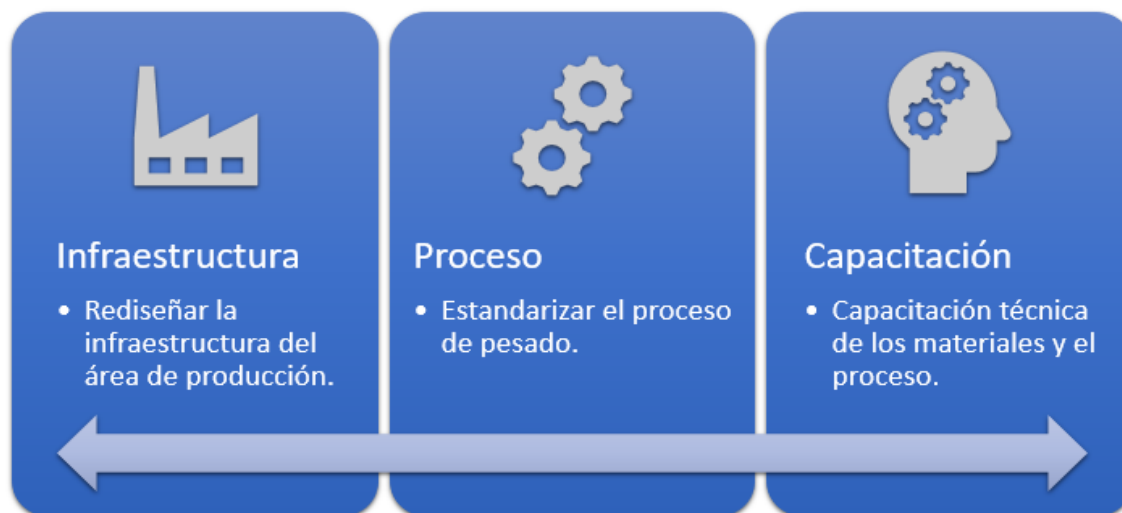 Infraestructura
• Rediseñar la
infraestructura del
área de producción.
Proceso
• Estandarizar el proceso
de pesado.
Capacitación
• Capacitación técnica
de los materiales y el
proceso.